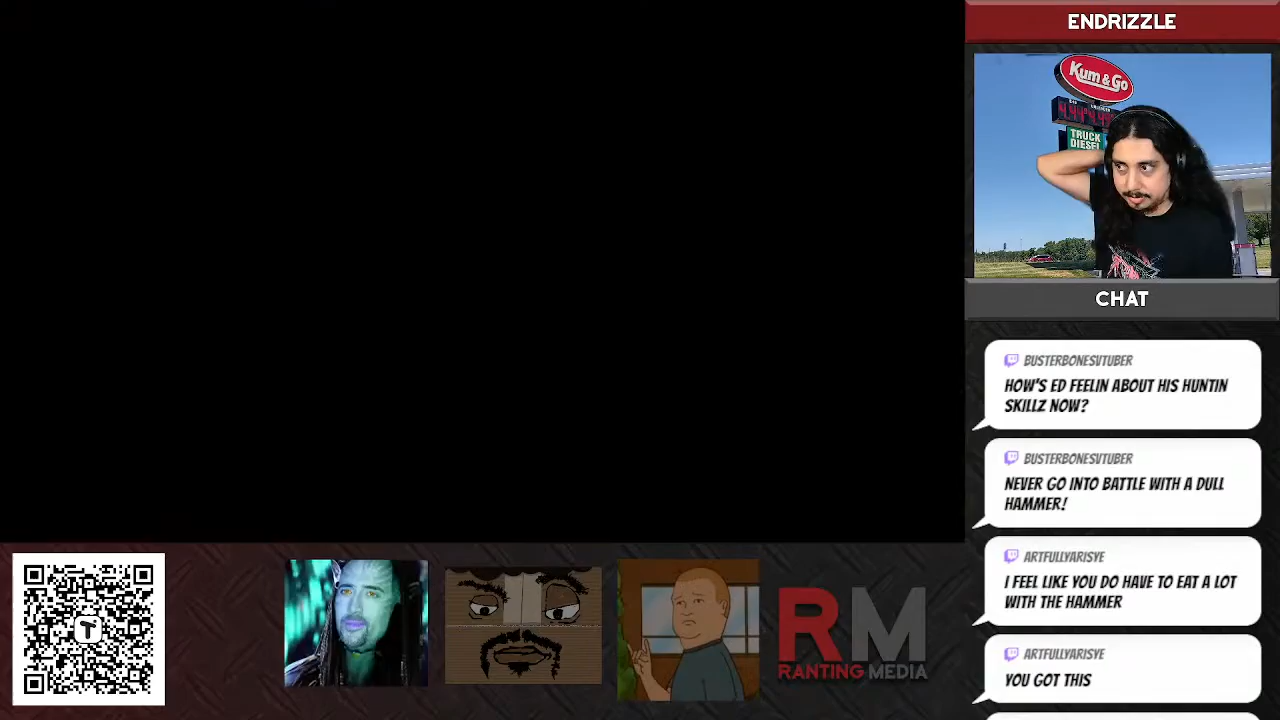 ENDRIZZLE
Kum & Go
TRUCK
DIESEL
CHAT
BUSTERBONESVTUBER
HOW'S ED FEELIN ABOUT HIS HUNTIN
SKILLZ NOW?
BUSTERBONESVTUBER
NEVER GO INTO BATTLE WITH A DULL
HAMMER!
ARTFULLYARISYE
I FEEL LIKE YOU DO HAVE TO EAT A LOT
WITH THE HAMMER
ARTFULLYARISYE
YOU GOT THIS
T
RM
RANTING MEDIA